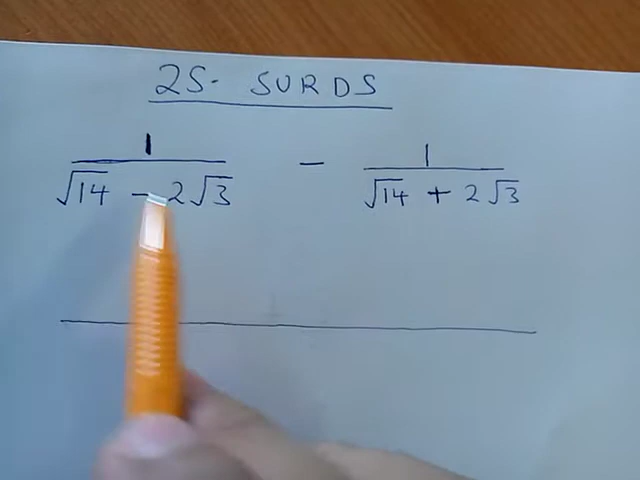 25. SURDS
1/(√14 - 2√3) - 1/(√14 + 2√3)